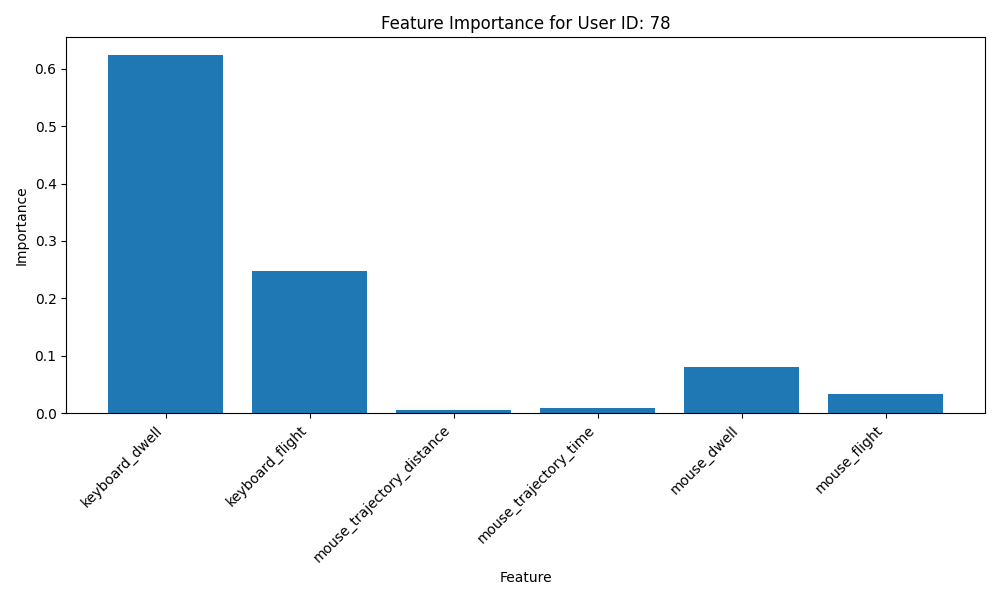 Feature Importance for User ID: 78
Importance
0.6
0.5
0.4
0.3
0.2
0.1
0.0
keyboard_dwell
keyboard_flight
mouse_trajectory_distance
mouse_trajectory_time
mouse_dwell
mouse_flight
Feature